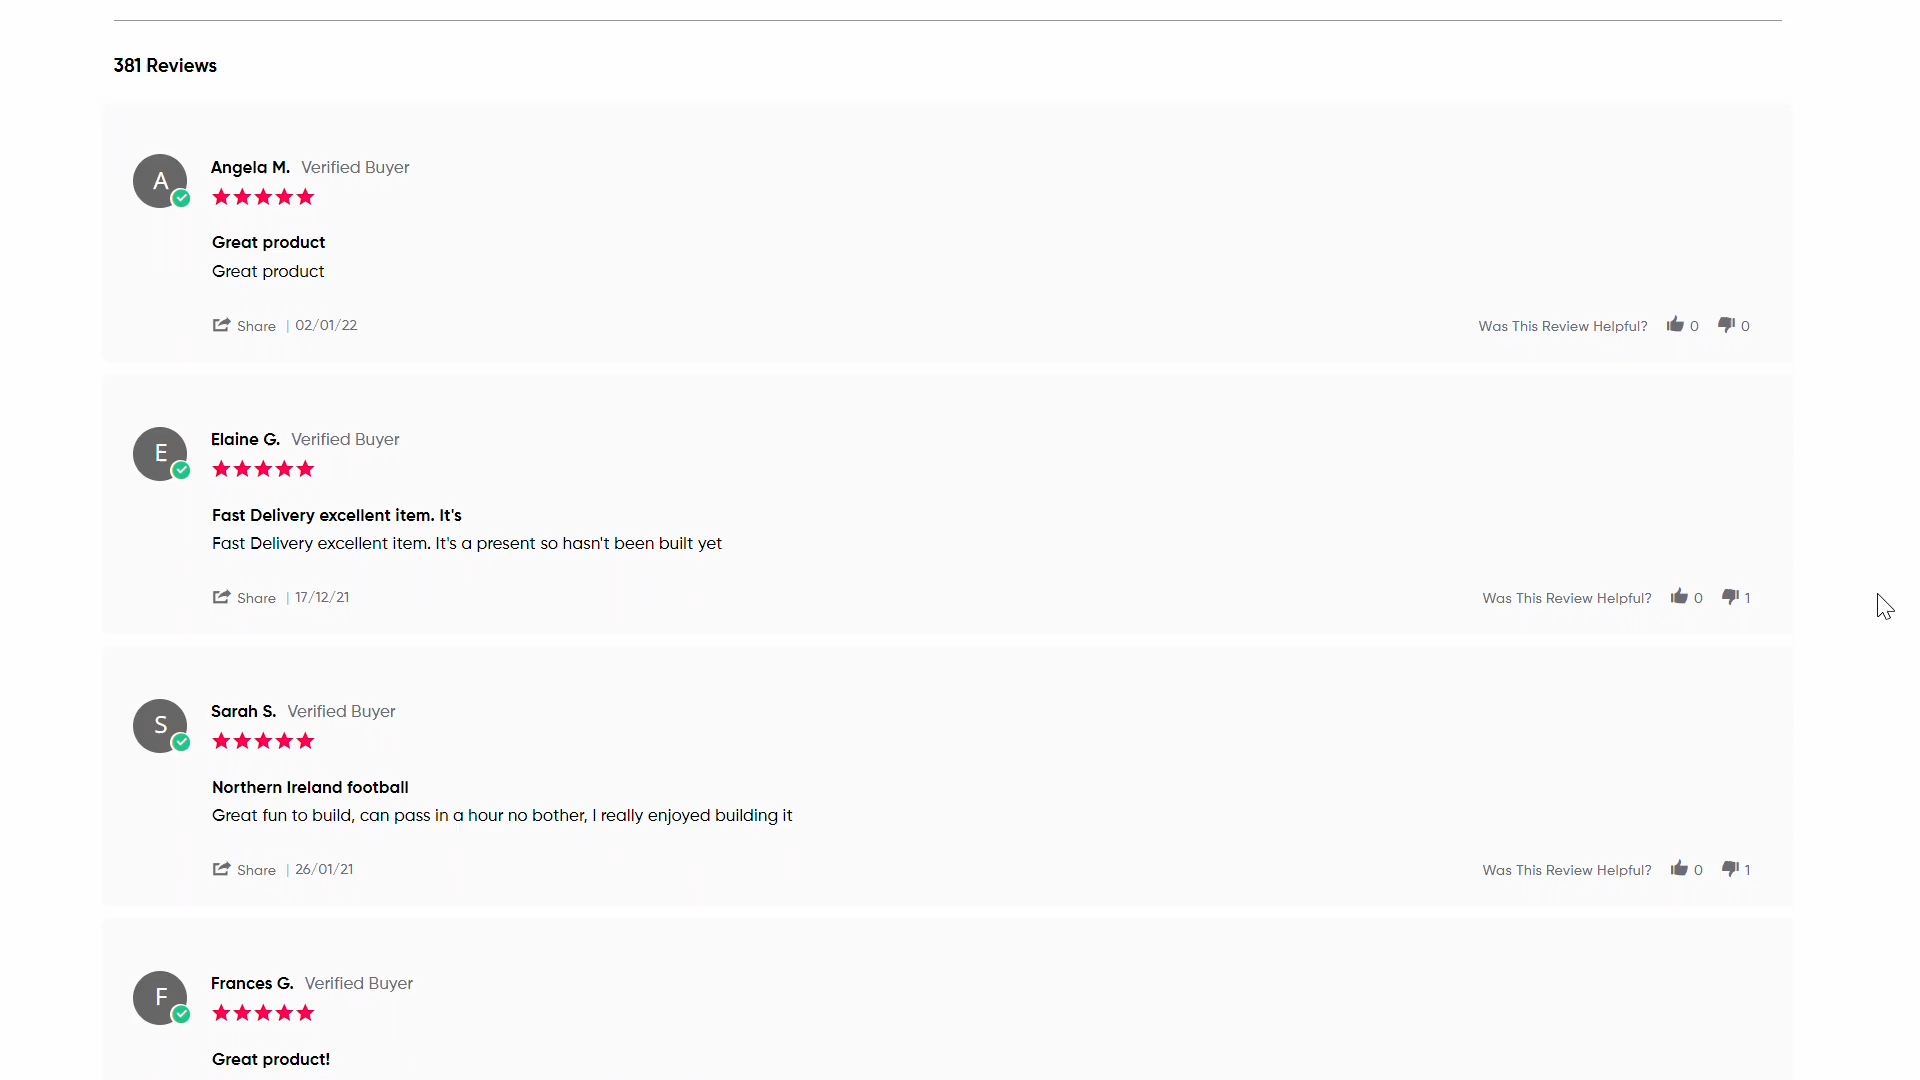 381 Reviews
A
Angela M. Verified Buyer
Great product
Great product
Share | 02/01/22
Was This Review Helpful? 0 0
E
Elaine G. Verified Buyer
Fast Delivery excellent item. It's
Fast Delivery excellent item. It's a present so hasn't been built yet
Share | 17/12/21
Was This Review Helpful? 0 1
S
Sarah S. Verified Buyer
Northern Ireland football
Great fun to build, can pass in a hour no bother, I really enjoyed building it
Share | 26/01/21
Was This Review Helpful? 0 1
F
Frances G. Verified Buyer
Great product!